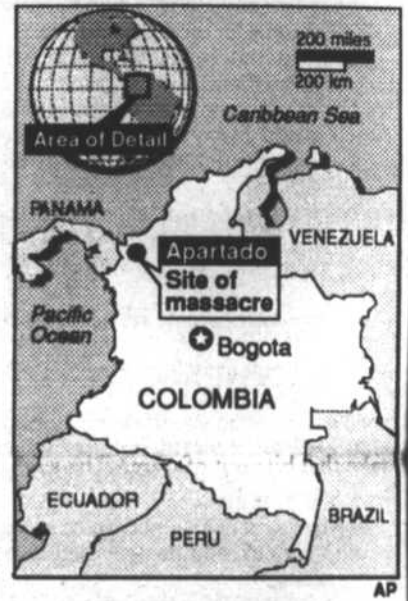 200 miles
200 km
Caribbean Sea
Area of Detail
PANAMA
VENEZUELA
Apartado
Site of
massacre
Pacific
Ocean
Bogota
COLOMBIA
ECUADOR
PERU
BRAZIL
AP